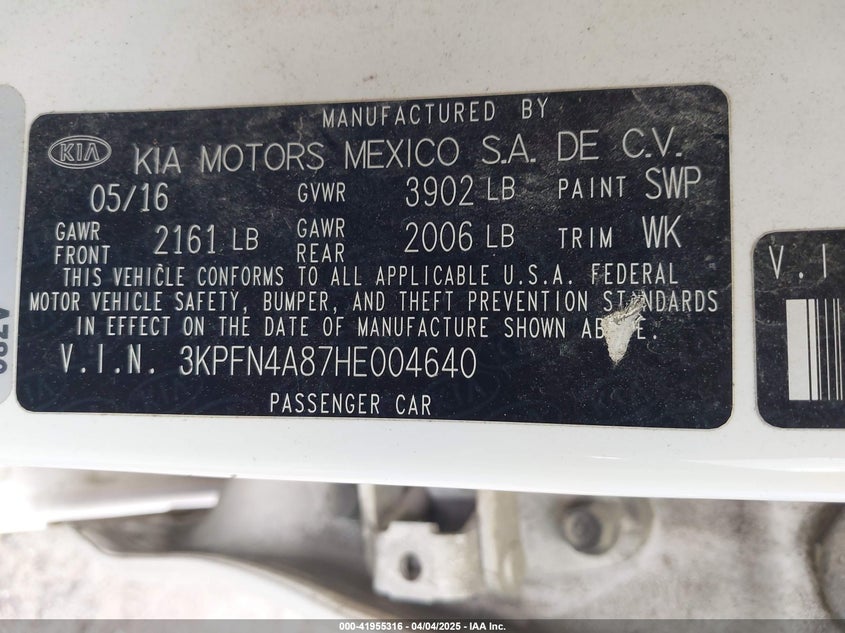 MANUFACTURED BY
KIA KIA MOTORS MEXICO S.A. DE C.V.
05/16 GVWR 3902 LB PAINT SWP
GAWR FRONT 2161 LB GAWR REAR 2006 LB TRIM WK
THIS VEHICLE CONFORMS TO ALL APPLICABLE U.S.A. FEDERAL
MOTOR VEHICLE SAFETY, BUMPER, AND THEFT PREVENTION STANDARDS
IN EFFECT ON THE DATE OF MANUFACTURE SHOWN ABOVE.
V.I.N. 3KPFN4A87HE004640
PASSENGER CAR
V.I
000-41955316 | 04/04/2025 - IAA Inc.